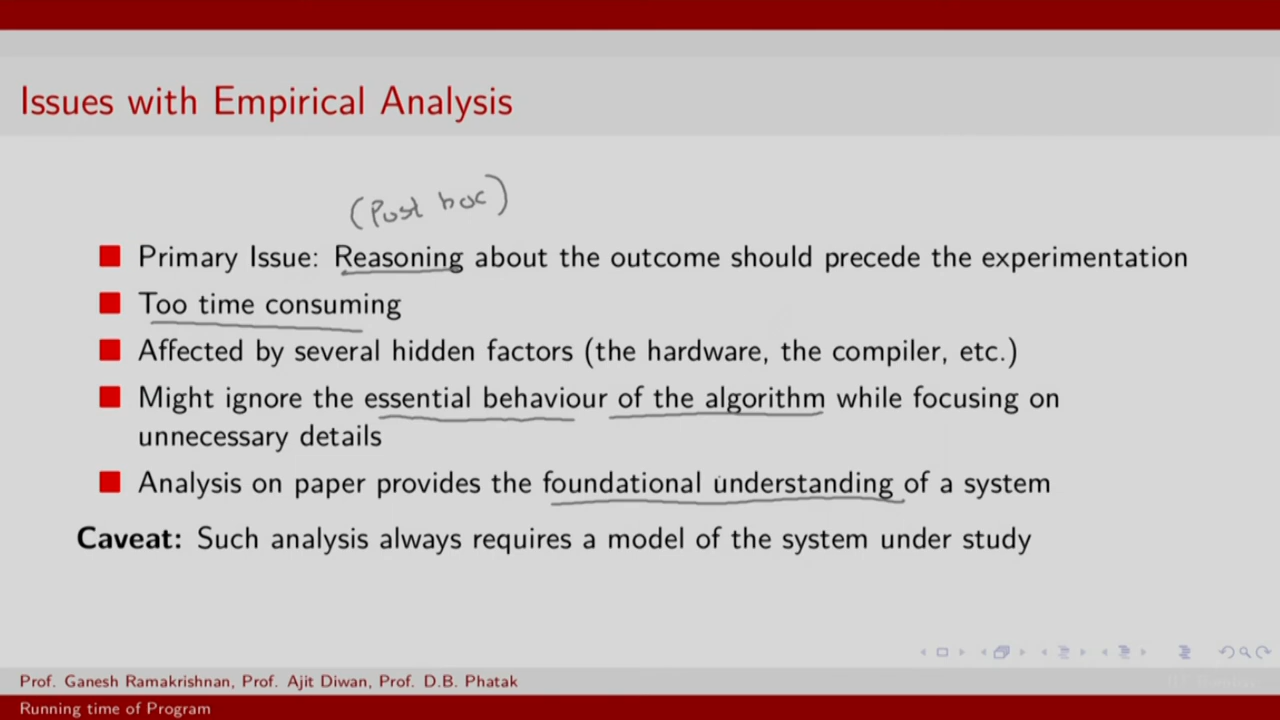 Issues with Empirical Analysis
(Post hoc)
Primary Issue: Reasoning about the outcome should precede the experimentation
Too time consuming
Affected by several hidden factors (the hardware, the compiler, etc.)
Might ignore the essential behaviour of the algorithm while focusing on
unnecessary details
Analysis on paper provides the foundational understanding of a system
Caveat: Such analysis always requires a model of the system under study
Prof. Ganesh Ramakrishnan, Prof. Ajit Diwan, Prof. D.B. Phatak
Running time of Program